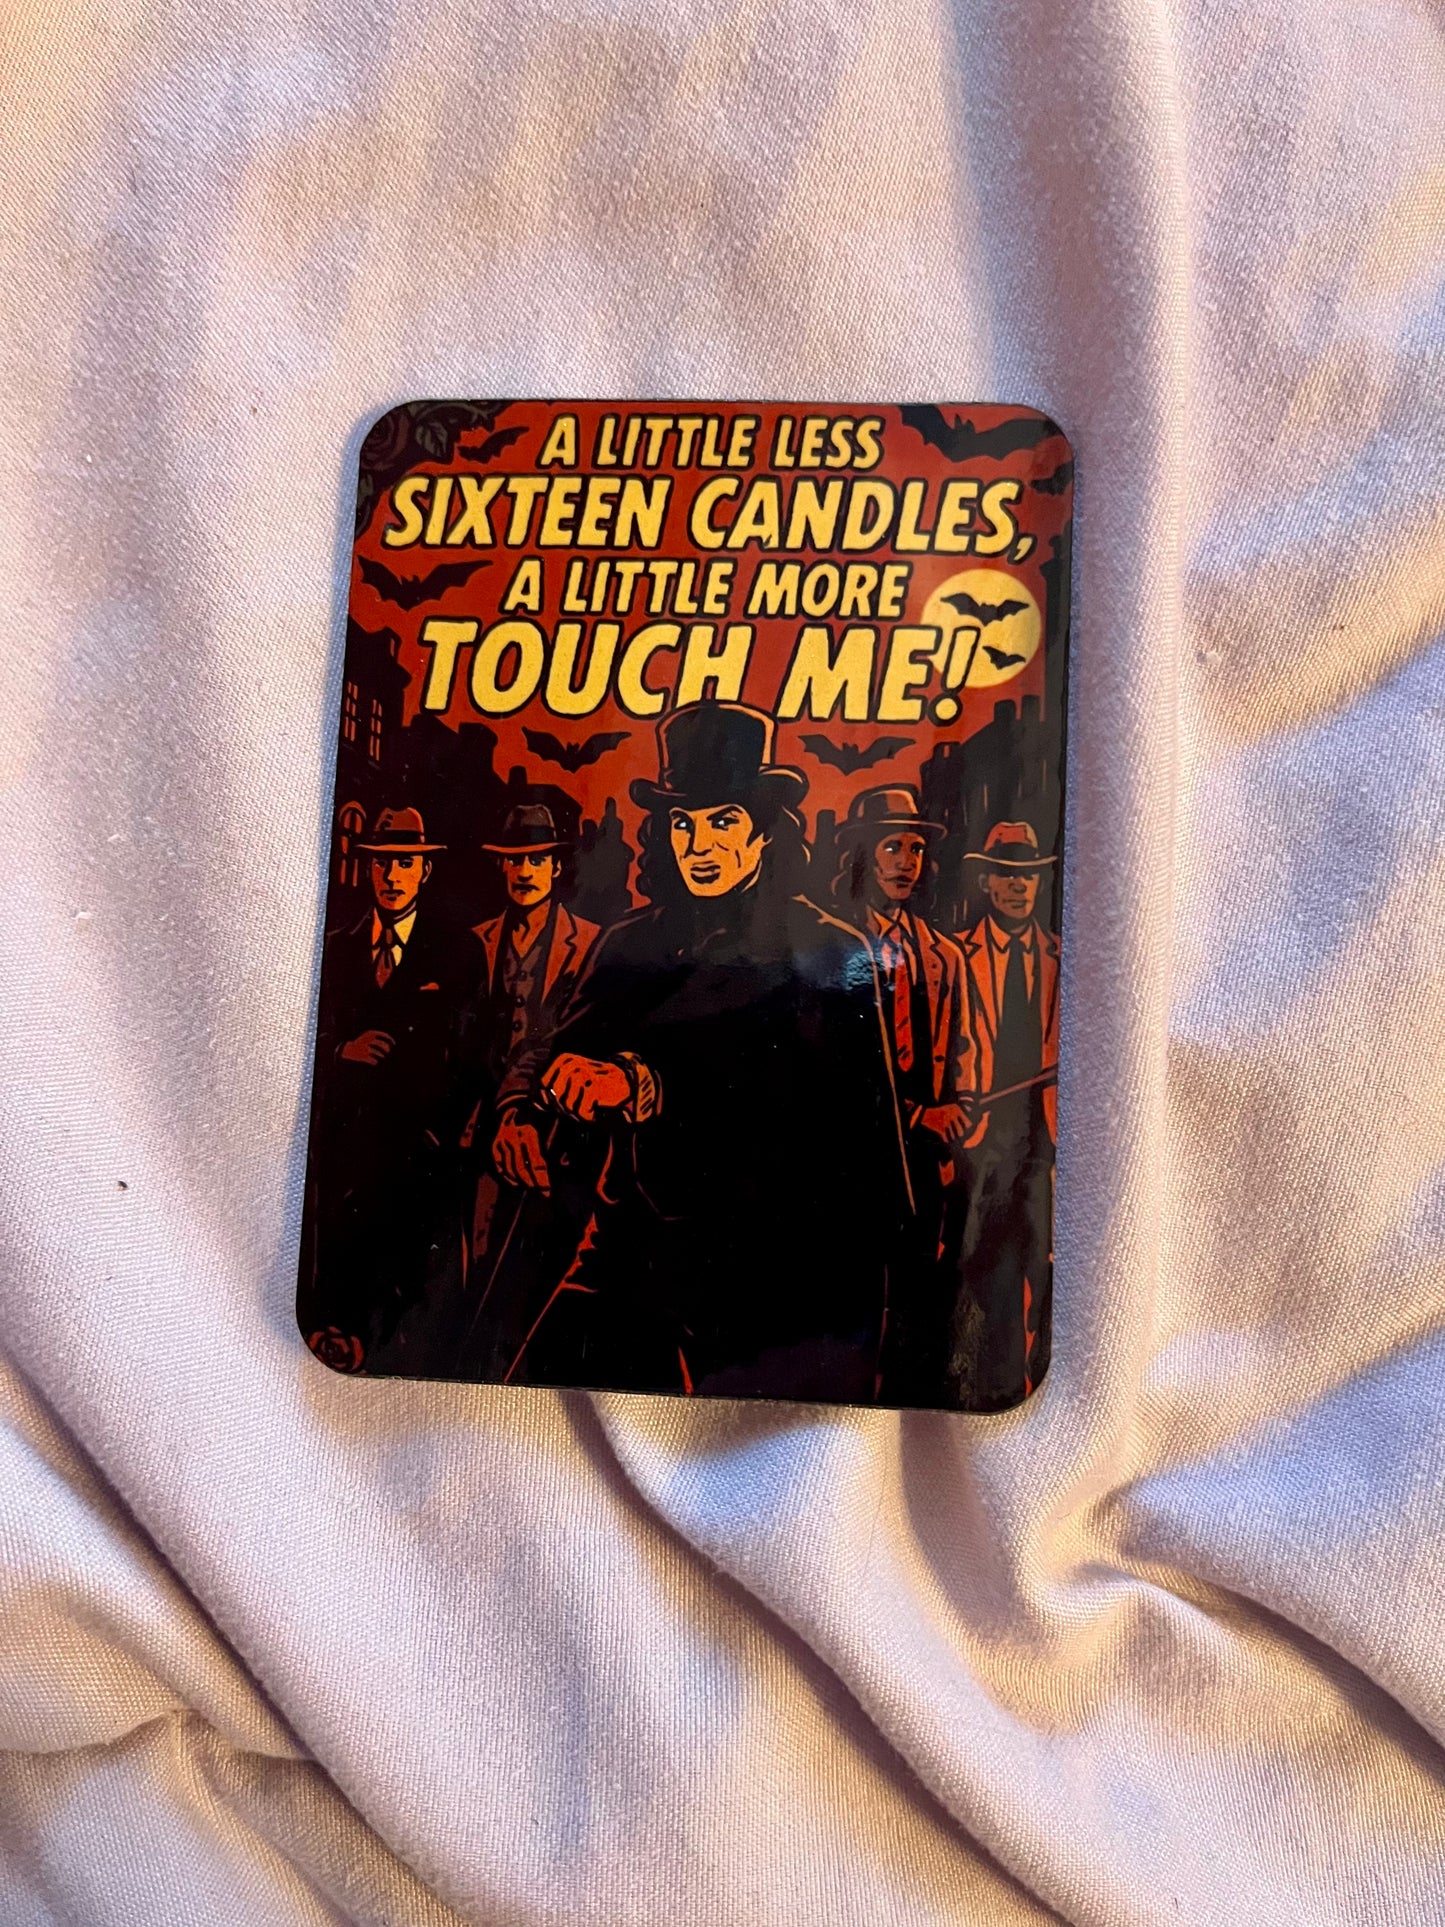 A LITTLE LESS
SIXTEEN CANDLES,
A LITTLE MORE
TOUCH ME!